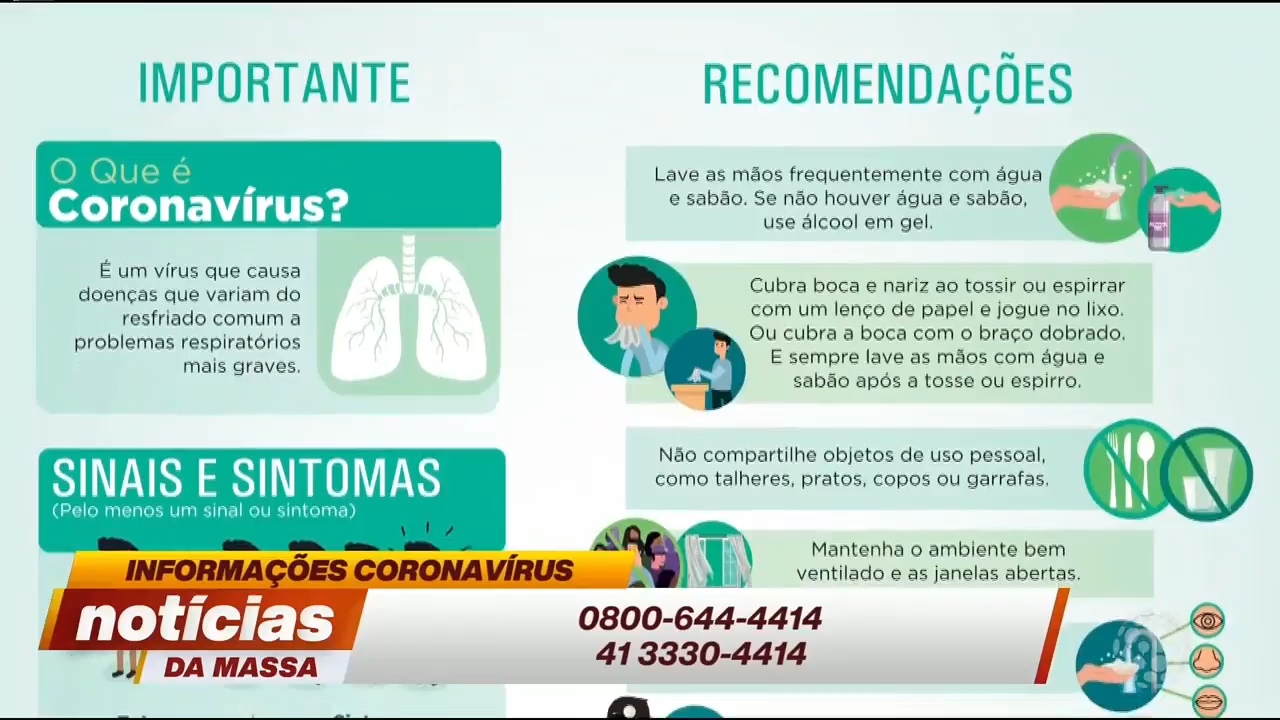 IMPORTANTE
O Que é
Coronavírus?
É um vírus que causa
doenças que variam do
resfriado comum a
problemas respiratórios
mais graves.
SINAIS E SINTOMAS
(Pelo menos um sinal ou sintoma)
RECOMENDAÇÕES
Lave as mãos frequentemente com água
e sabão. Se não houver água e sabão,
use álcool em gel.
Cubra boca e nariz ao tossir ou espirrar
com um lenço de papel e jogue no lixo.
Ou cubra a boca com o braço dobrado.
E sempre lave as mãos com água e
sabão após a tosse ou espirro.
Não compartilhe objetos de uso pessoal,
como talheres, pratos, copos ou garrafas.
Mantenha o ambiente bem
ventilado e as janelas abertas.
INFORMAÇÕES CORONAVÍRUS
notícias
DA MASSA
0800-644-4414
41 3330-4414